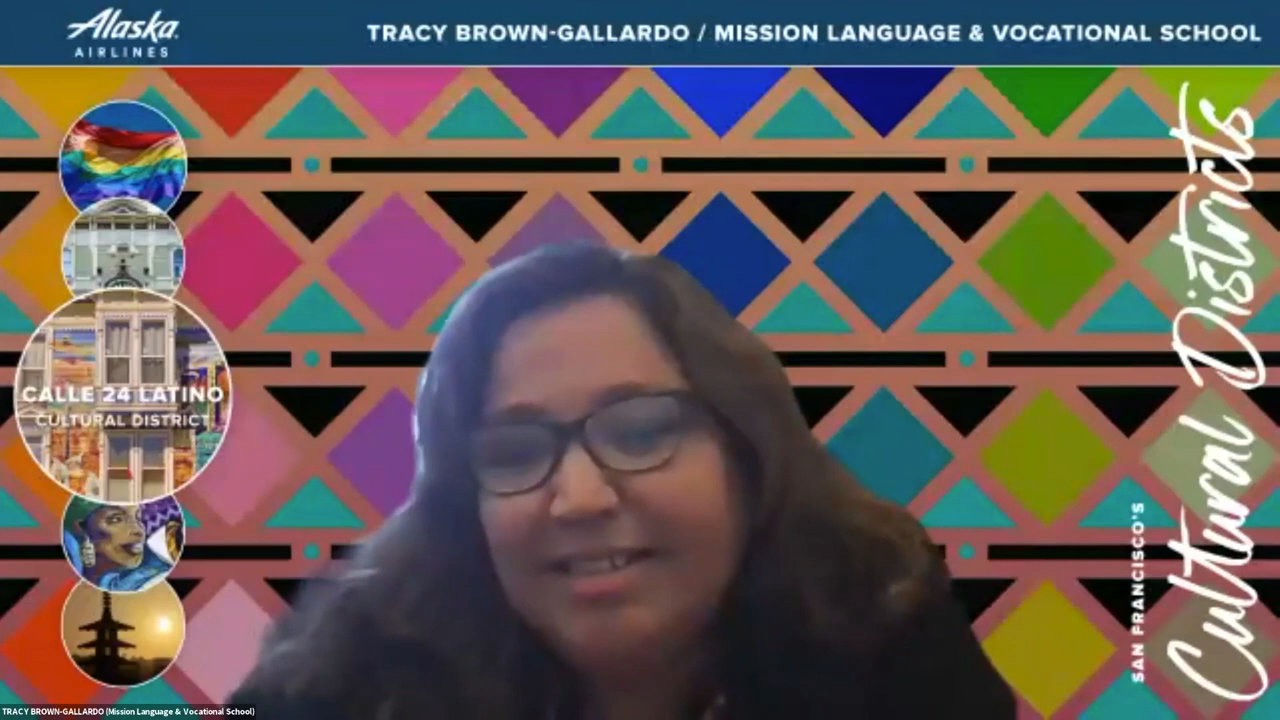 Alaska
AIRLINES
TRACY BROWN-GALLARDO / MISSION LANGUAGE & VOCATIONAL SCHOOL
CALLE 24 LATINO
CULTURAL DISTRICT
SAN FRANCISCO'S
Cultural Districts
TRACY BROWN-GALLARDO (Mission Language & Vocational School)